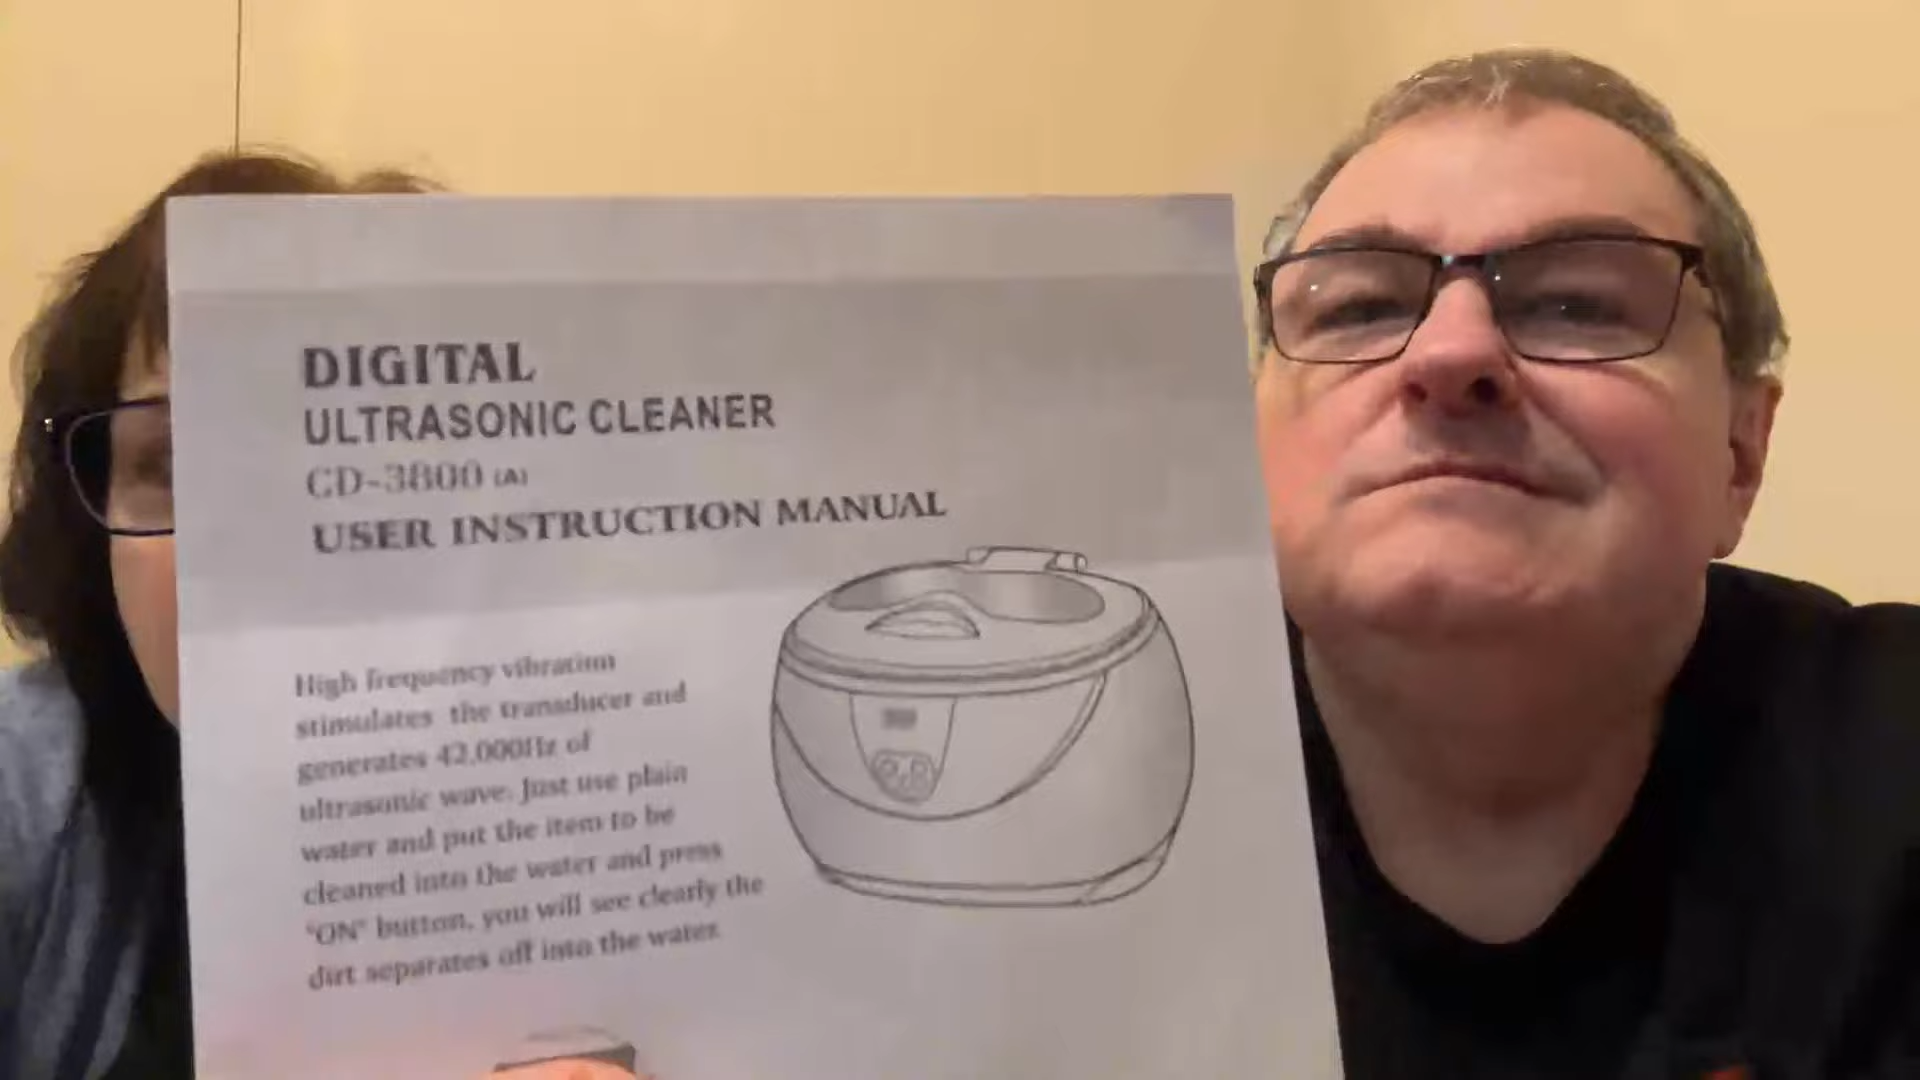 DIGITAL
ULTRASONIC CLEANER
CD-3800 (A)
USER INSTRUCTION MANUAL
High frequency vibration
stimulates the transducer and
generates 42,000Hz of
ultrasonic wave. Just use plain
water and put the item to be
cleaned into the water and press
"ON" button, you will see clearly the
dirt separates off into the water.